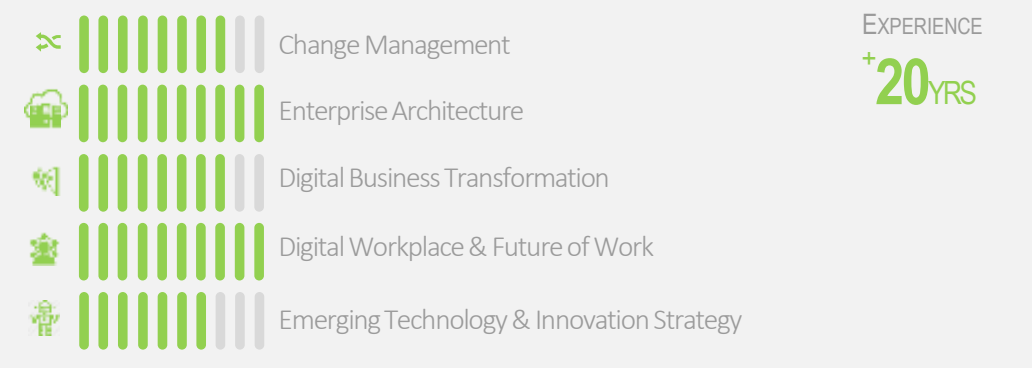 Change Management
Enterprise Architecture
Digital Business Transformation
Digital Workplace & Future of Work
Emerging Technology & Innovation Strategy
EXPERIENCE
+20YRS